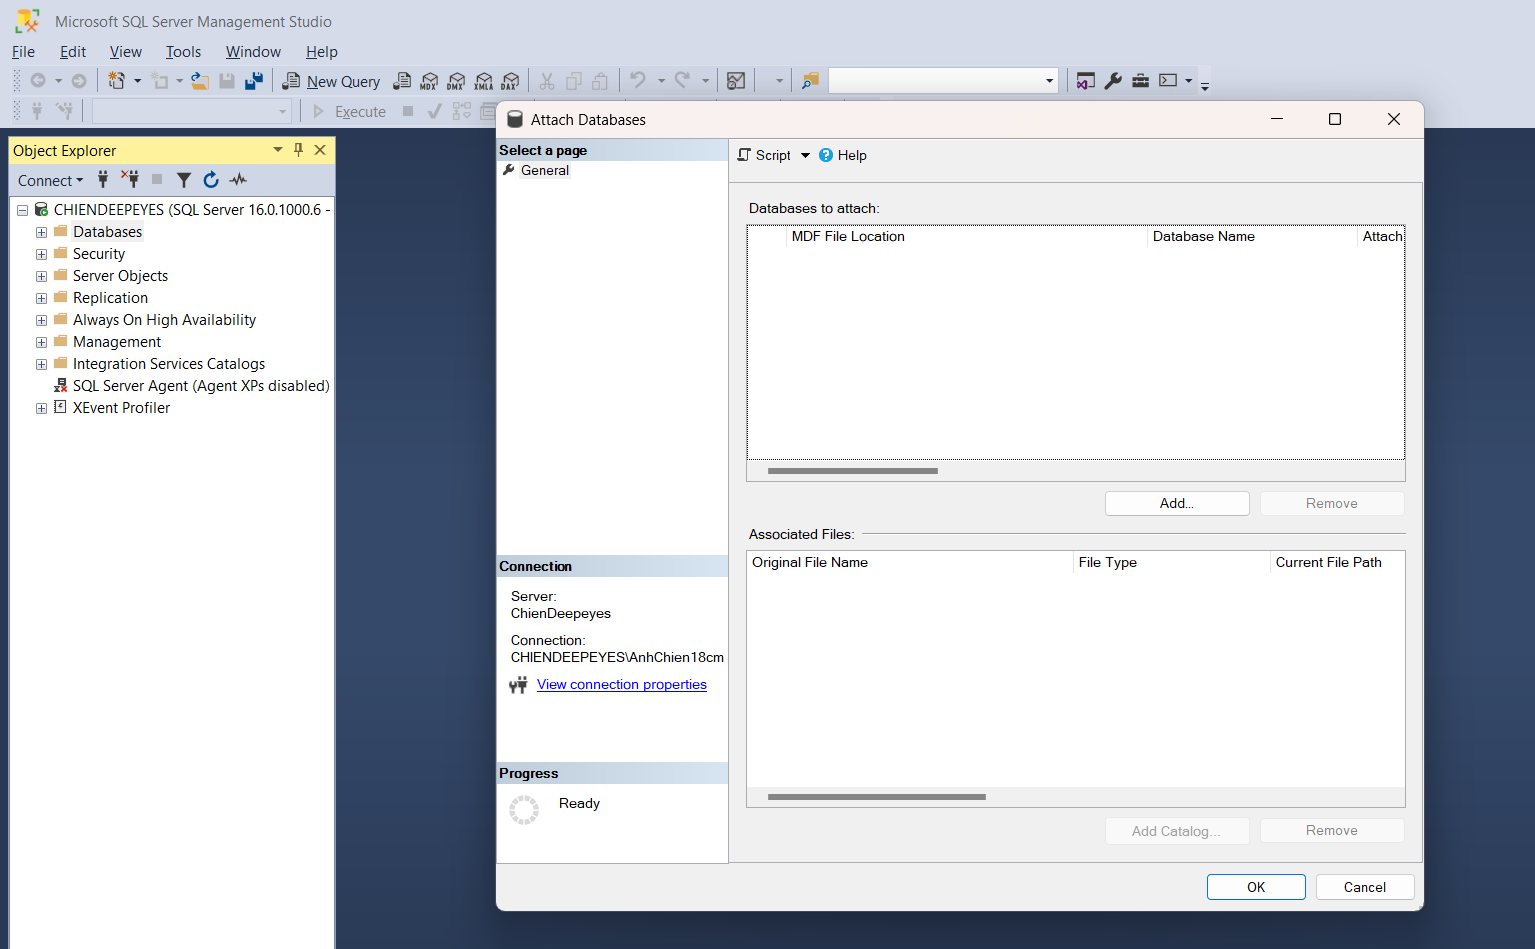 Microsoft SQL Server Management Studio
File Edit View Tools Window Help
New Query MDX DMX XMLA DAX
Execute
Object Explorer
Connect
CHIENDEEPEYES (SQL Server 16.0.1000.6 -
Databases
Security
Server Objects
Replication
Always On High Availability
Management
Integration Services Catalogs
SQL Server Agent (Agent XPs disabled)
XEvent Profiler
Attach Databases
Select a page
General
Connection
Server:
ChienDeepeyes
Connection:
CHIENDEEPEYES\AnhChien18cm
View connection properties
Progress
Ready
Script Help
Databases to attach:
MDF File Location Database Name Attach
Add... Remove
Associated Files:
Original File Name File Type Current File Path
Add Catalog... Remove
OK Cancel